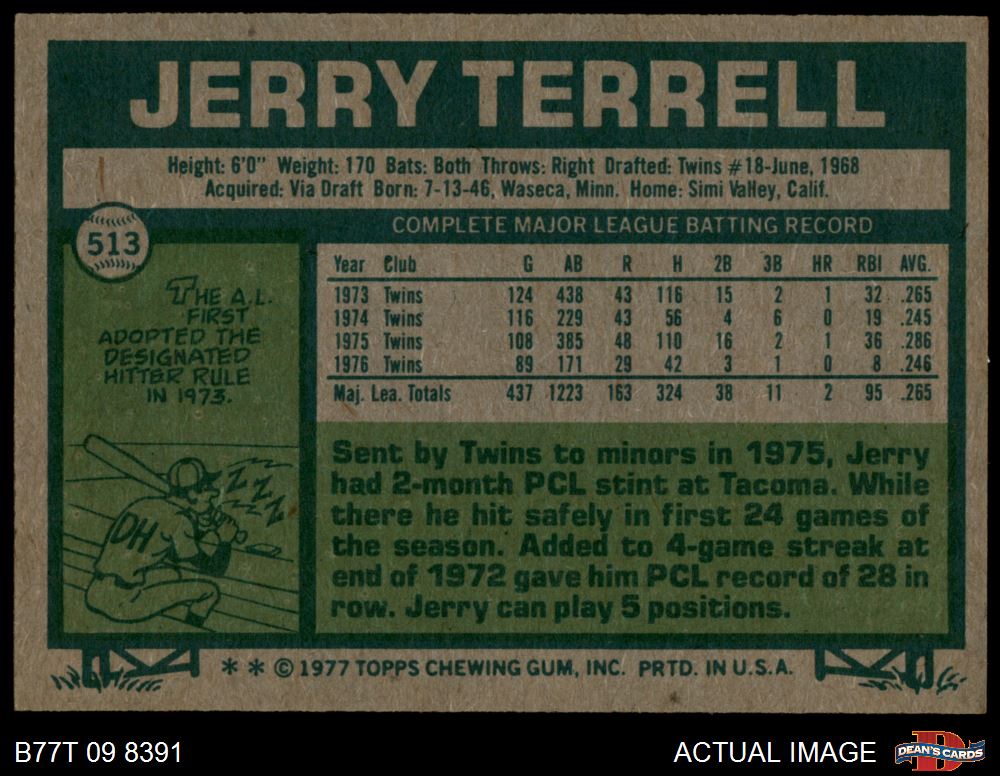 JERRY TERRELL
Height: 6'0" Weight: 170 Bats: Both Throws: Right Drafted: Twins #18-June, 1968
Acquired: Via Draft Born: 7-13-46, Waseca, Minn. Home: Simi Valley, Calif.
513
THE A.L.
FIRST
ADOPTED THE
DESIGNATED
HITTER RULE
IN 1973.
Z Z Z Z
DH
COMPLETE MAJOR LEAGUE BATTING RECORD
Year Club G AB R H 2B 3B HR RBI AVG.
1973 Twins 124 438 43 116 15 2 1 32 .265
1974 Twins 116 229 43 56 4 6 0 19 .245
1975 Twins 108 385 48 110 16 2 1 36 .286
1976 Twins 89 171 29 42 3 1 0 8 .246
Maj. Lea. Totals 437 1223 163 324 38 11 2 95 .265
Sent by Twins to minors in 1975, Jerry
had 2-month PCL stint at Tacoma. While
there he hit safely in first 24 games of
the season. Added to 4-game streak at
end of 1972 gave him PCL record of 28 in
row. Jerry can play 5 positions.
* * © 1977 TOPPS CHEWING GUM, INC. PRTD. IN U.S.A.
B77T 09 8391
ACTUAL IMAGE
D
DEAN'S CARDS